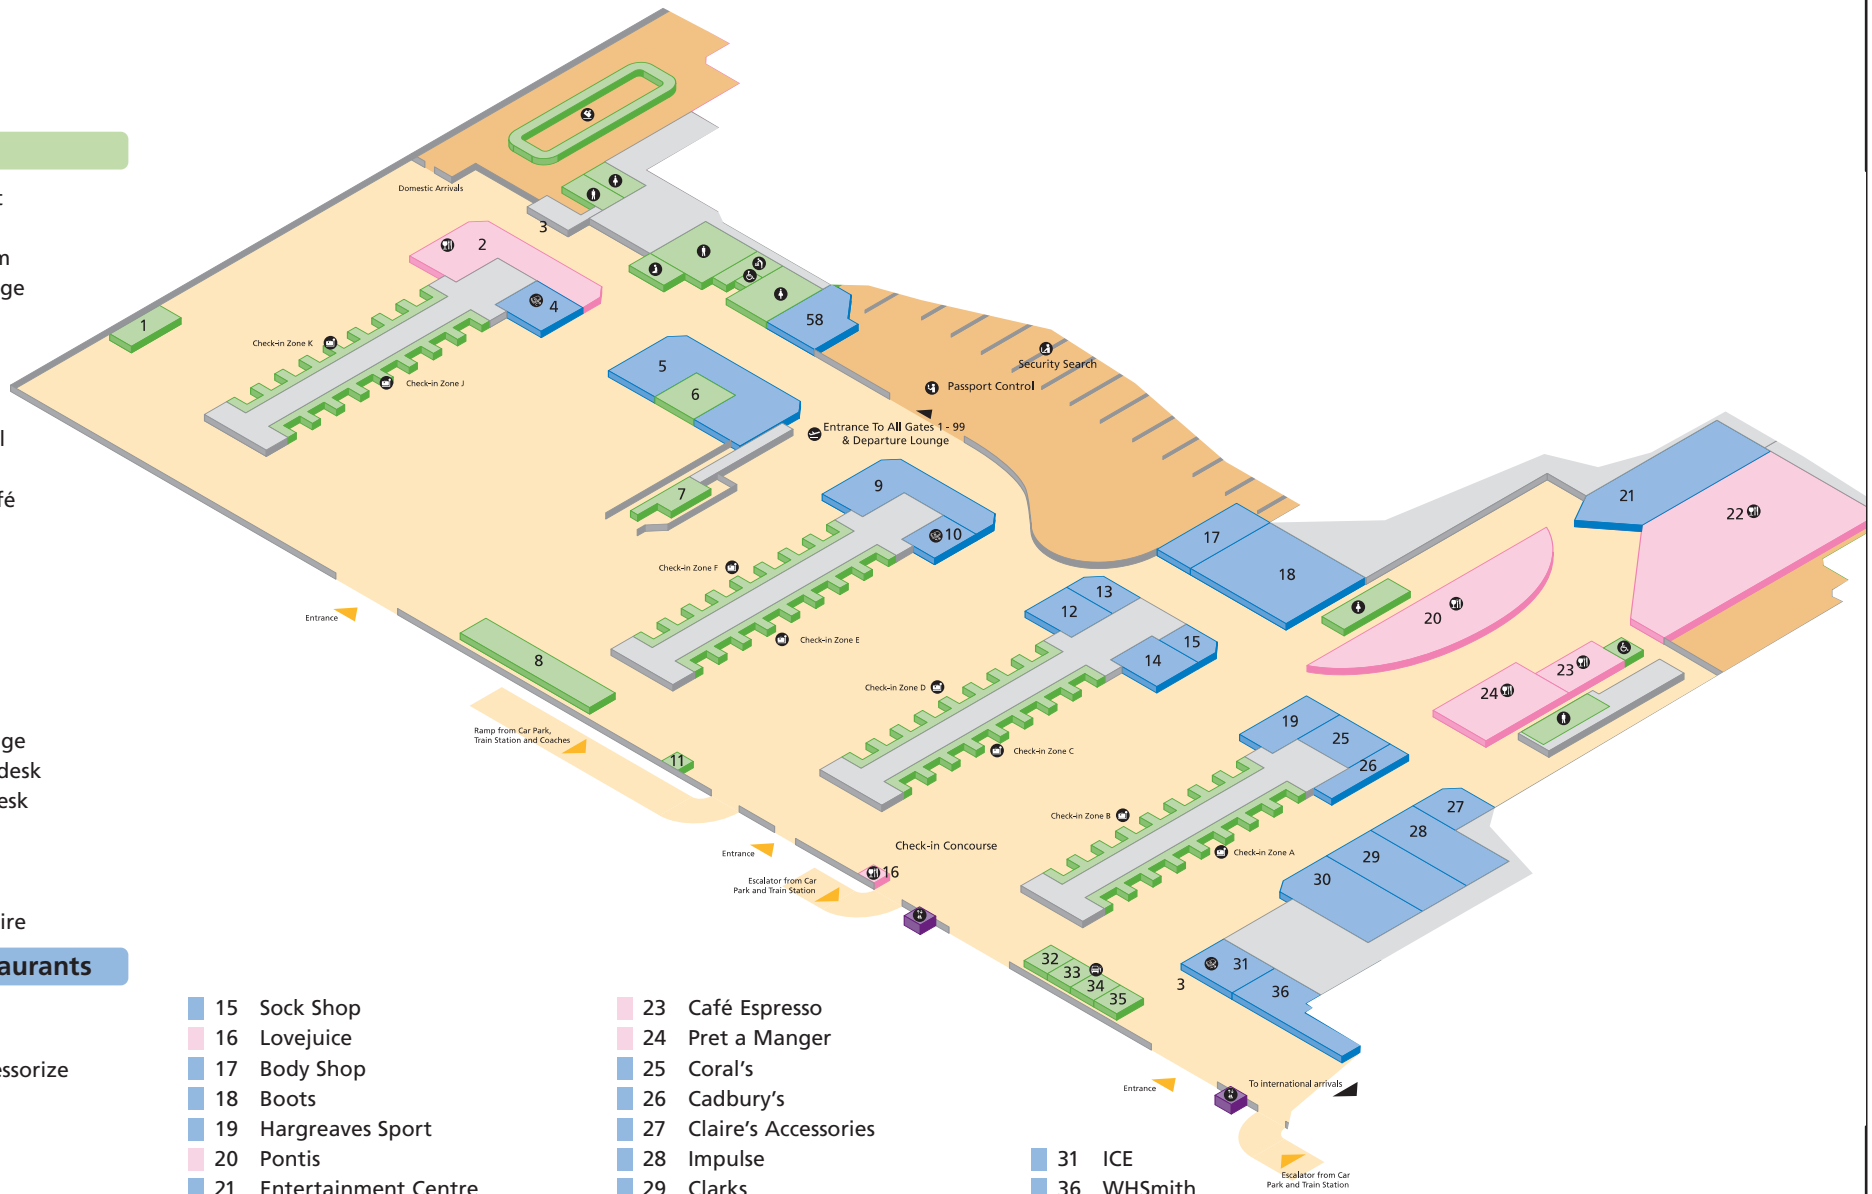 Domestic Arrivals
3
2
4
1
Check-in Zone K
Check-in Zone J
58
5
6
Security Search
Passport Control
Entrance To All Gates 1 - 99
& Departure Lounge
7
9
10
Check-in Zone F
Check-in Zone E
Entrance
8
17
18
21
22
20
13
12
15
14
23
24
Check-in Zone D
Check-in Zone C
Ramp from Car Park,
Train Station and Coaches
11
19
25
26
27
28
29
30
Check-in Zone B
Check-in Zone A
Check-in Concourse
Entrance
Escalator from Car
Park and Train Station
16
32
33
34
35
31
3
36
Entrance
To international arrivals
Escalator from Car
Park and Train Station
ge
desk
ire
aurants
essorize
15 Sock Shop
16 Lovejuice
17 Body Shop
18 Boots
19 Hargreaves Sport
20 Pontis
21 Entertainment Centre
23 Café Espresso
24 Pret a Manger
25 Coral's
26 Cadbury's
27 Claire's Accessories
28 Impulse
29 Clarks
31 ICE
36 WHSmith